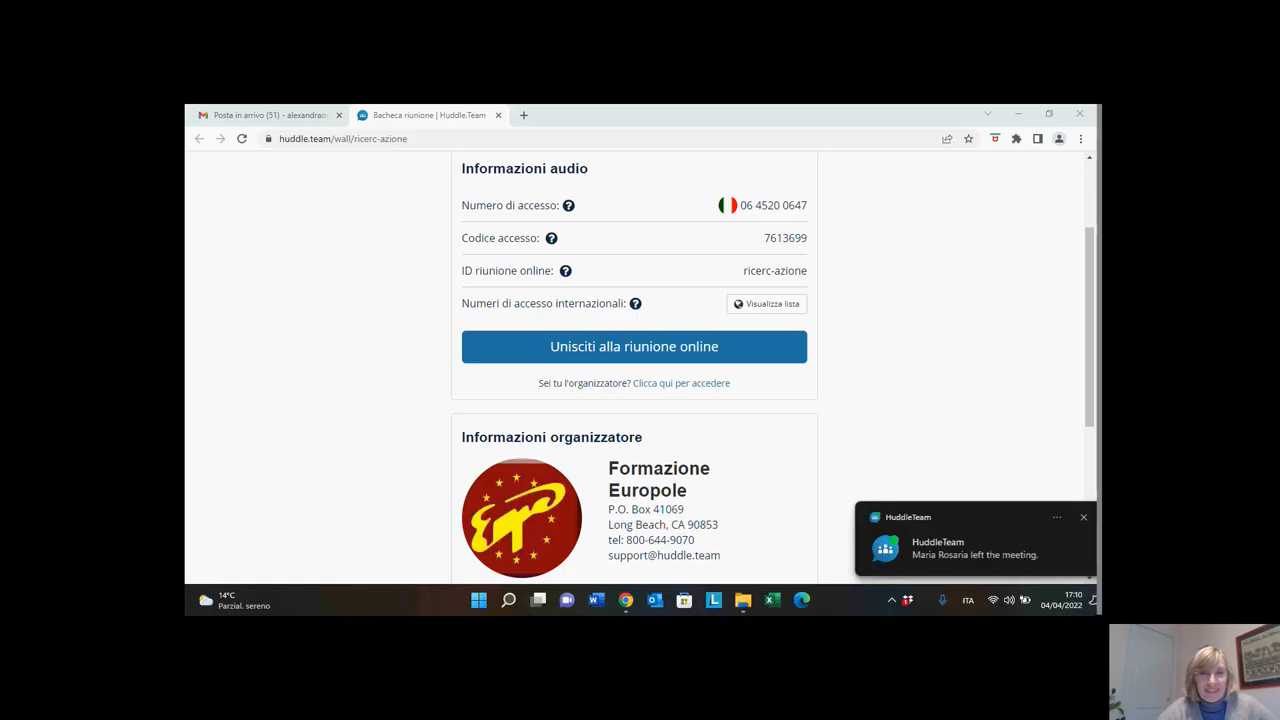 Posta in arrivo (51) - alexandrao
Bacheca riunione | Huddle.Team
huddle.team/wall/ricerc-azione
Informazioni audio
Numero di accesso: ? 06 4520 0647
Codice accesso: ? 7613699
ID riunione online: ? ricerc-azione
Numeri di accesso internazionali: ? Visualizza lista
Unisciti alla riunione online
Sei tu l'organizzatore? Clicca qui per accedere
Informazioni organizzatore
Formazione
Europole
P.O. Box 41069
Long Beach, CA 90853
tel: 800-644-9070
support@huddle.team
HuddleTeam
HuddleTeam
Maria Rosaria left the meeting.
14°C
Parzial. sereno
ITA
17:10
04/04/2022